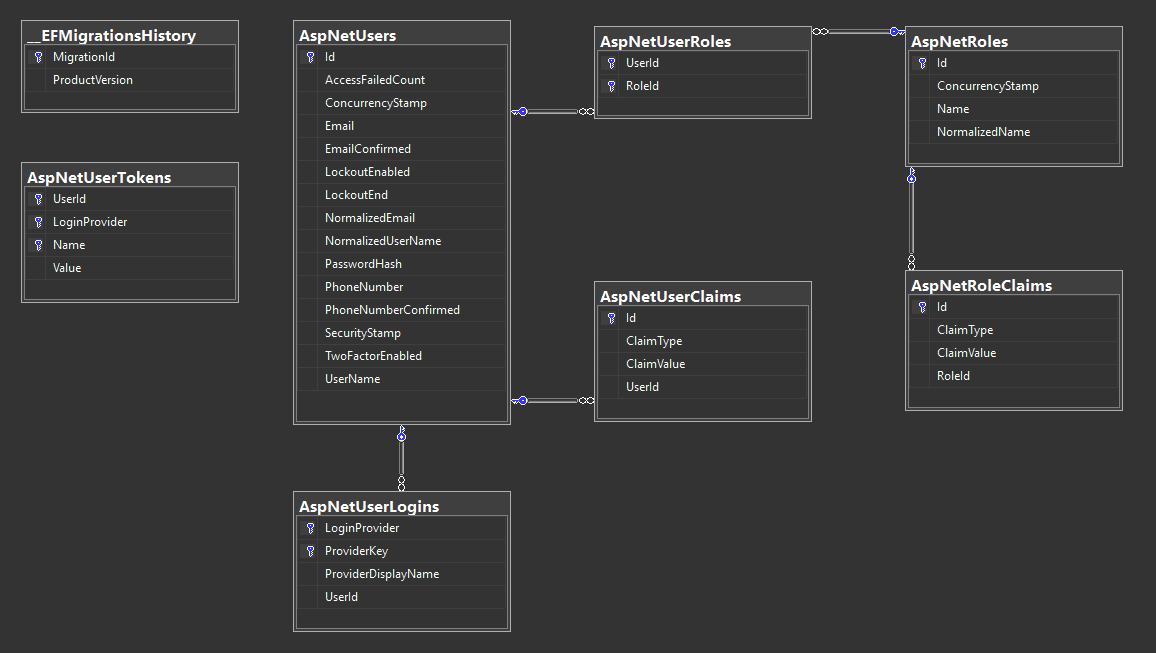 __EFMigrationsHistory
MigrationId
ProductVersion
AspNetUserTokens
UserId
LoginProvider
Name
Value
AspNetUsers
Id
AccessFailedCount
ConcurrencyStamp
Email
EmailConfirmed
LockoutEnabled
LockoutEnd
NormalizedEmail
NormalizedUserName
PasswordHash
PhoneNumber
PhoneNumberConfirmed
SecurityStamp
TwoFactorEnabled
UserName
AspNetUserLogins
LoginProvider
ProviderKey
ProviderDisplayName
UserId
AspNetUserRoles
UserId
RoleId
AspNetUserClaims
Id
ClaimType
ClaimValue
UserId
AspNetRoles
Id
ConcurrencyStamp
Name
NormalizedName
AspNetRoleClaims
Id
ClaimType
ClaimValue
RoleId